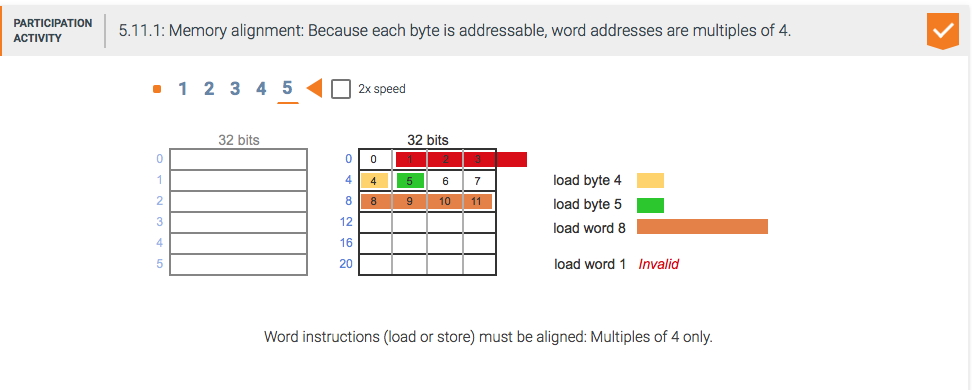 PARTICIPATION
ACTIVITY
5.11.1: Memory alignment: Because each byte is addressable, word addresses are multiples of 4.
1 2 3 4 5 2x speed
32 bits 32 bits
0 0 0 1 2 3
1 4 4 5 6 7
2 8 8 9 10 11
3 12
4 16
5 20
load byte 4
load byte 5
load word 8
load word 1 Invalid
Word instructions (load or store) must be aligned: Multiples of 4 only.